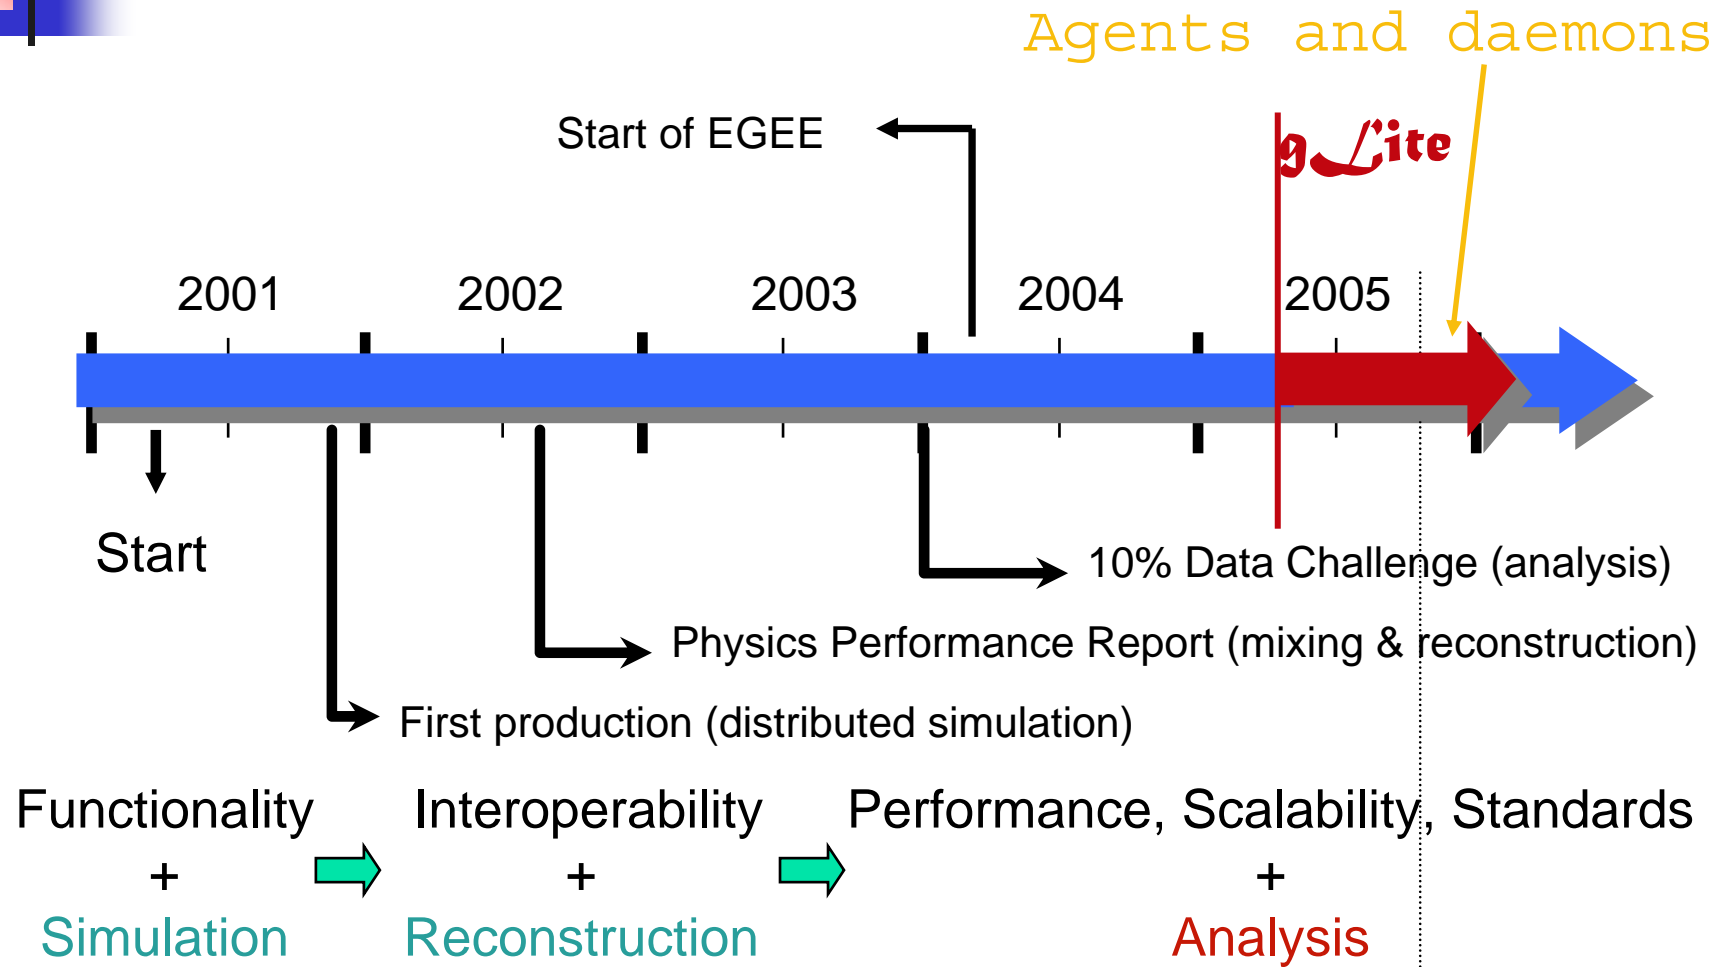 Agents and daemons
Start of EGEE
gLite
2001 2002 2003 2004 2005
Start
10% Data Challenge (analysis)
Physics Performance Report (mixing & reconstruction)
First production (distributed simulation)
Functionality Interoperability Performance, Scalability, Standards
+ + +
Simulation Reconstruction Analysis